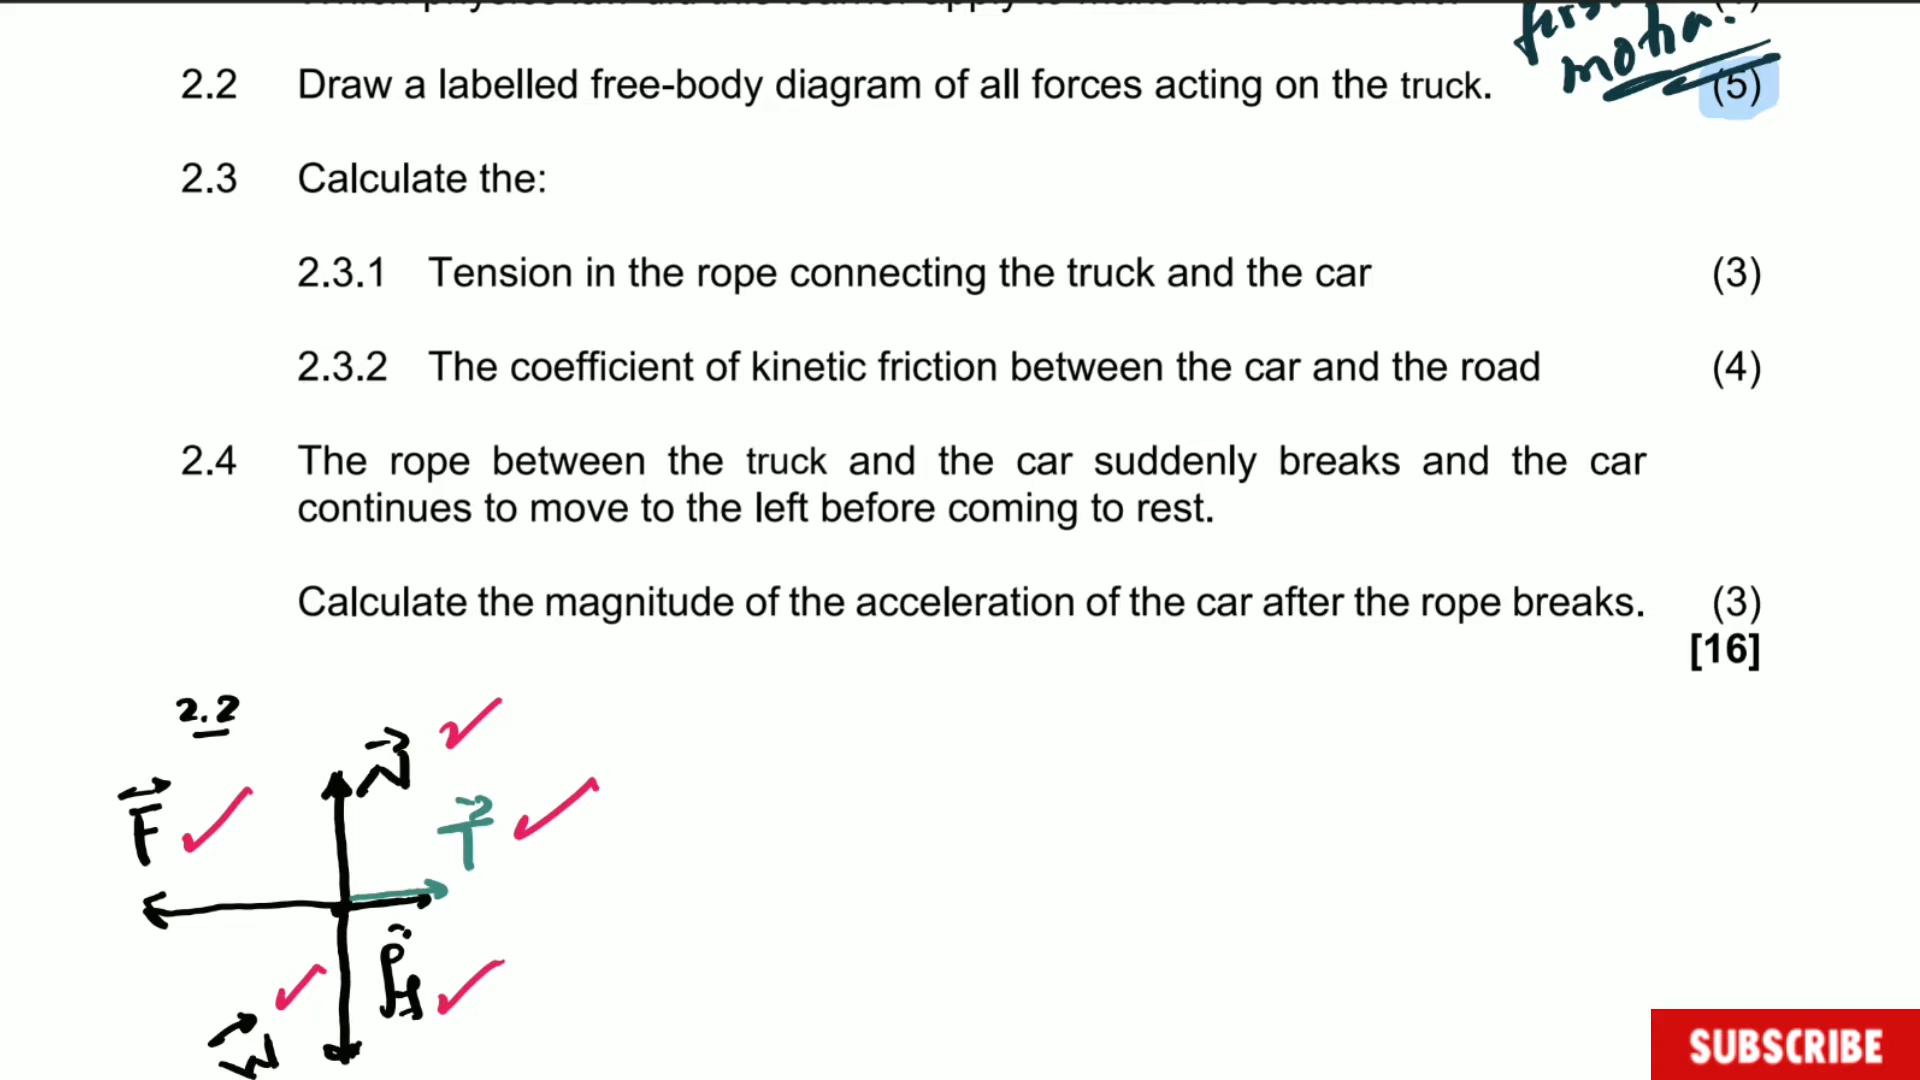 2.2 Draw a labelled free-body diagram of all forces acting on the truck. (5)
2.3 Calculate the:
2.3.1 Tension in the rope connecting the truck and the car (3)
2.3.2 The coefficient of kinetic friction between the car and the road (4)
2.4 The rope between the truck and the car suddenly breaks and the car
continues to move to the left before coming to rest.
Calculate the magnitude of the acceleration of the car after the rope breaks. (3)
[16]
2.2
N
F
T
W
SUBSCRIBE